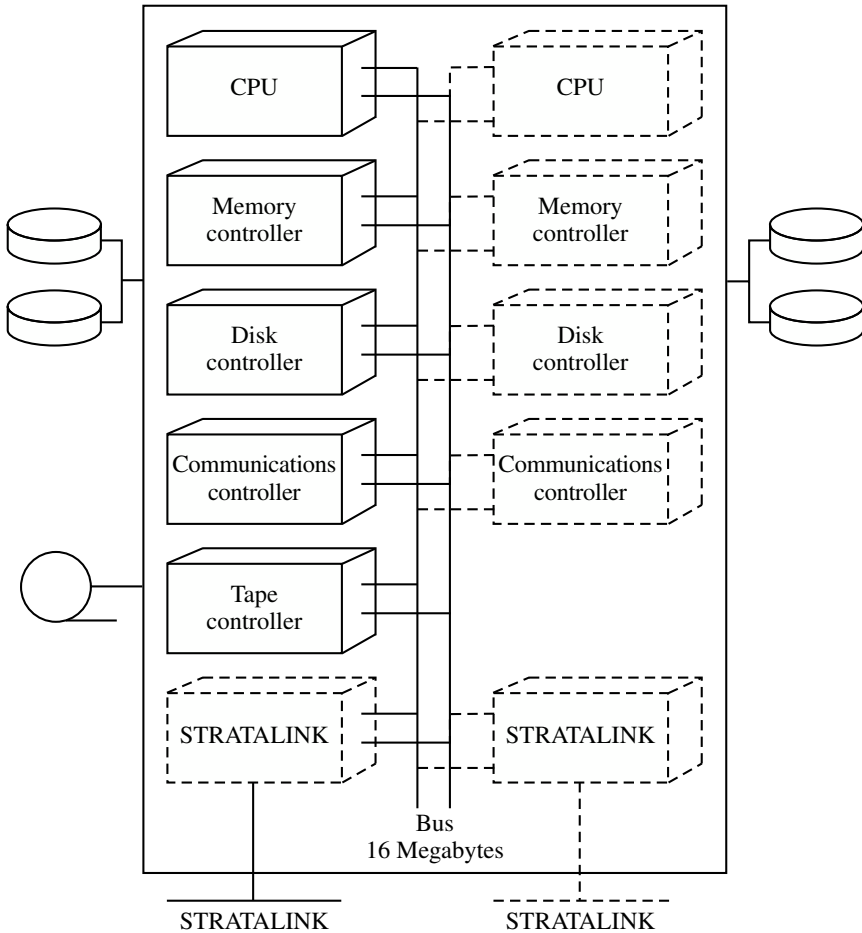 CPU
CPU
Memory
controller
Memory
controller
Disk
controller
Disk
controller
Communications
controller
Communications
controller
Tape
controller
STRATALINK
STRATALINK
Bus
16 Megabytes
STRATALINK
STRATALINK